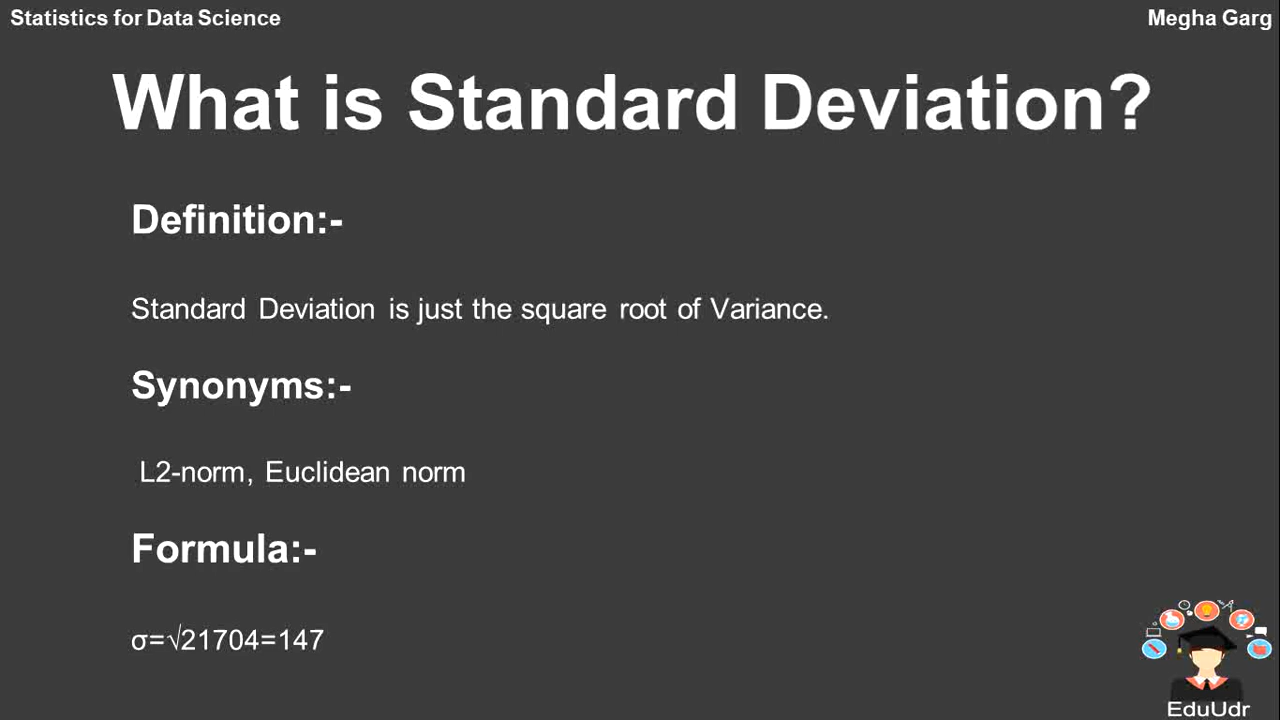 Statistics for Data Science
Megha Garg
What is Standard Deviation?
Definition:-
Standard Deviation is just the square root of Variance.
Synonyms:-
L2-norm, Euclidean norm
Formula:-
σ=√21704=147
EduUdr